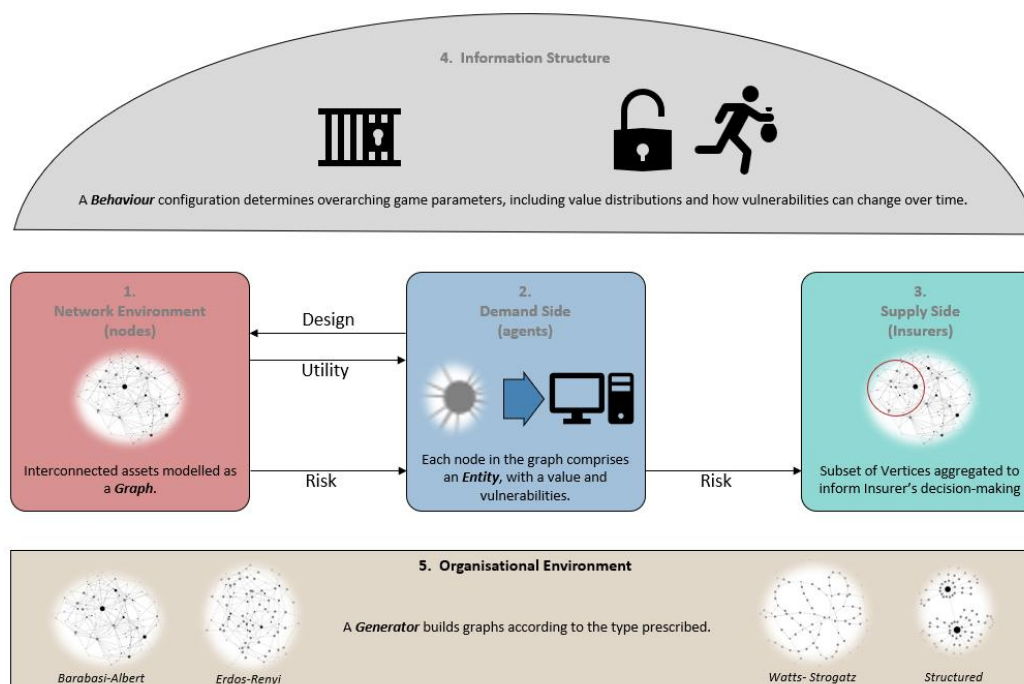 4. Information Structure
A Behaviour configuration determines overarching game parameters, including value distributions and how vulnerabilities can change over time.
1.
Network Environment
(nodes)
Interconnected assets modelled as
a Graph.
Design
Utility
Risk
2.
Demand Side
(agents)
Each node in the graph comprises
an Entity, with a value and
vulnerabilities.
Risk
3.
Supply Side
(Insurers)
Subset of Vertices aggregated to
inform Insurer's decision-making
5. Organisational Environment
A Generator builds graphs according to the type prescribed.
Barabasi-Albert
Erdos-Renyi
Watts- Strogatz
Structured